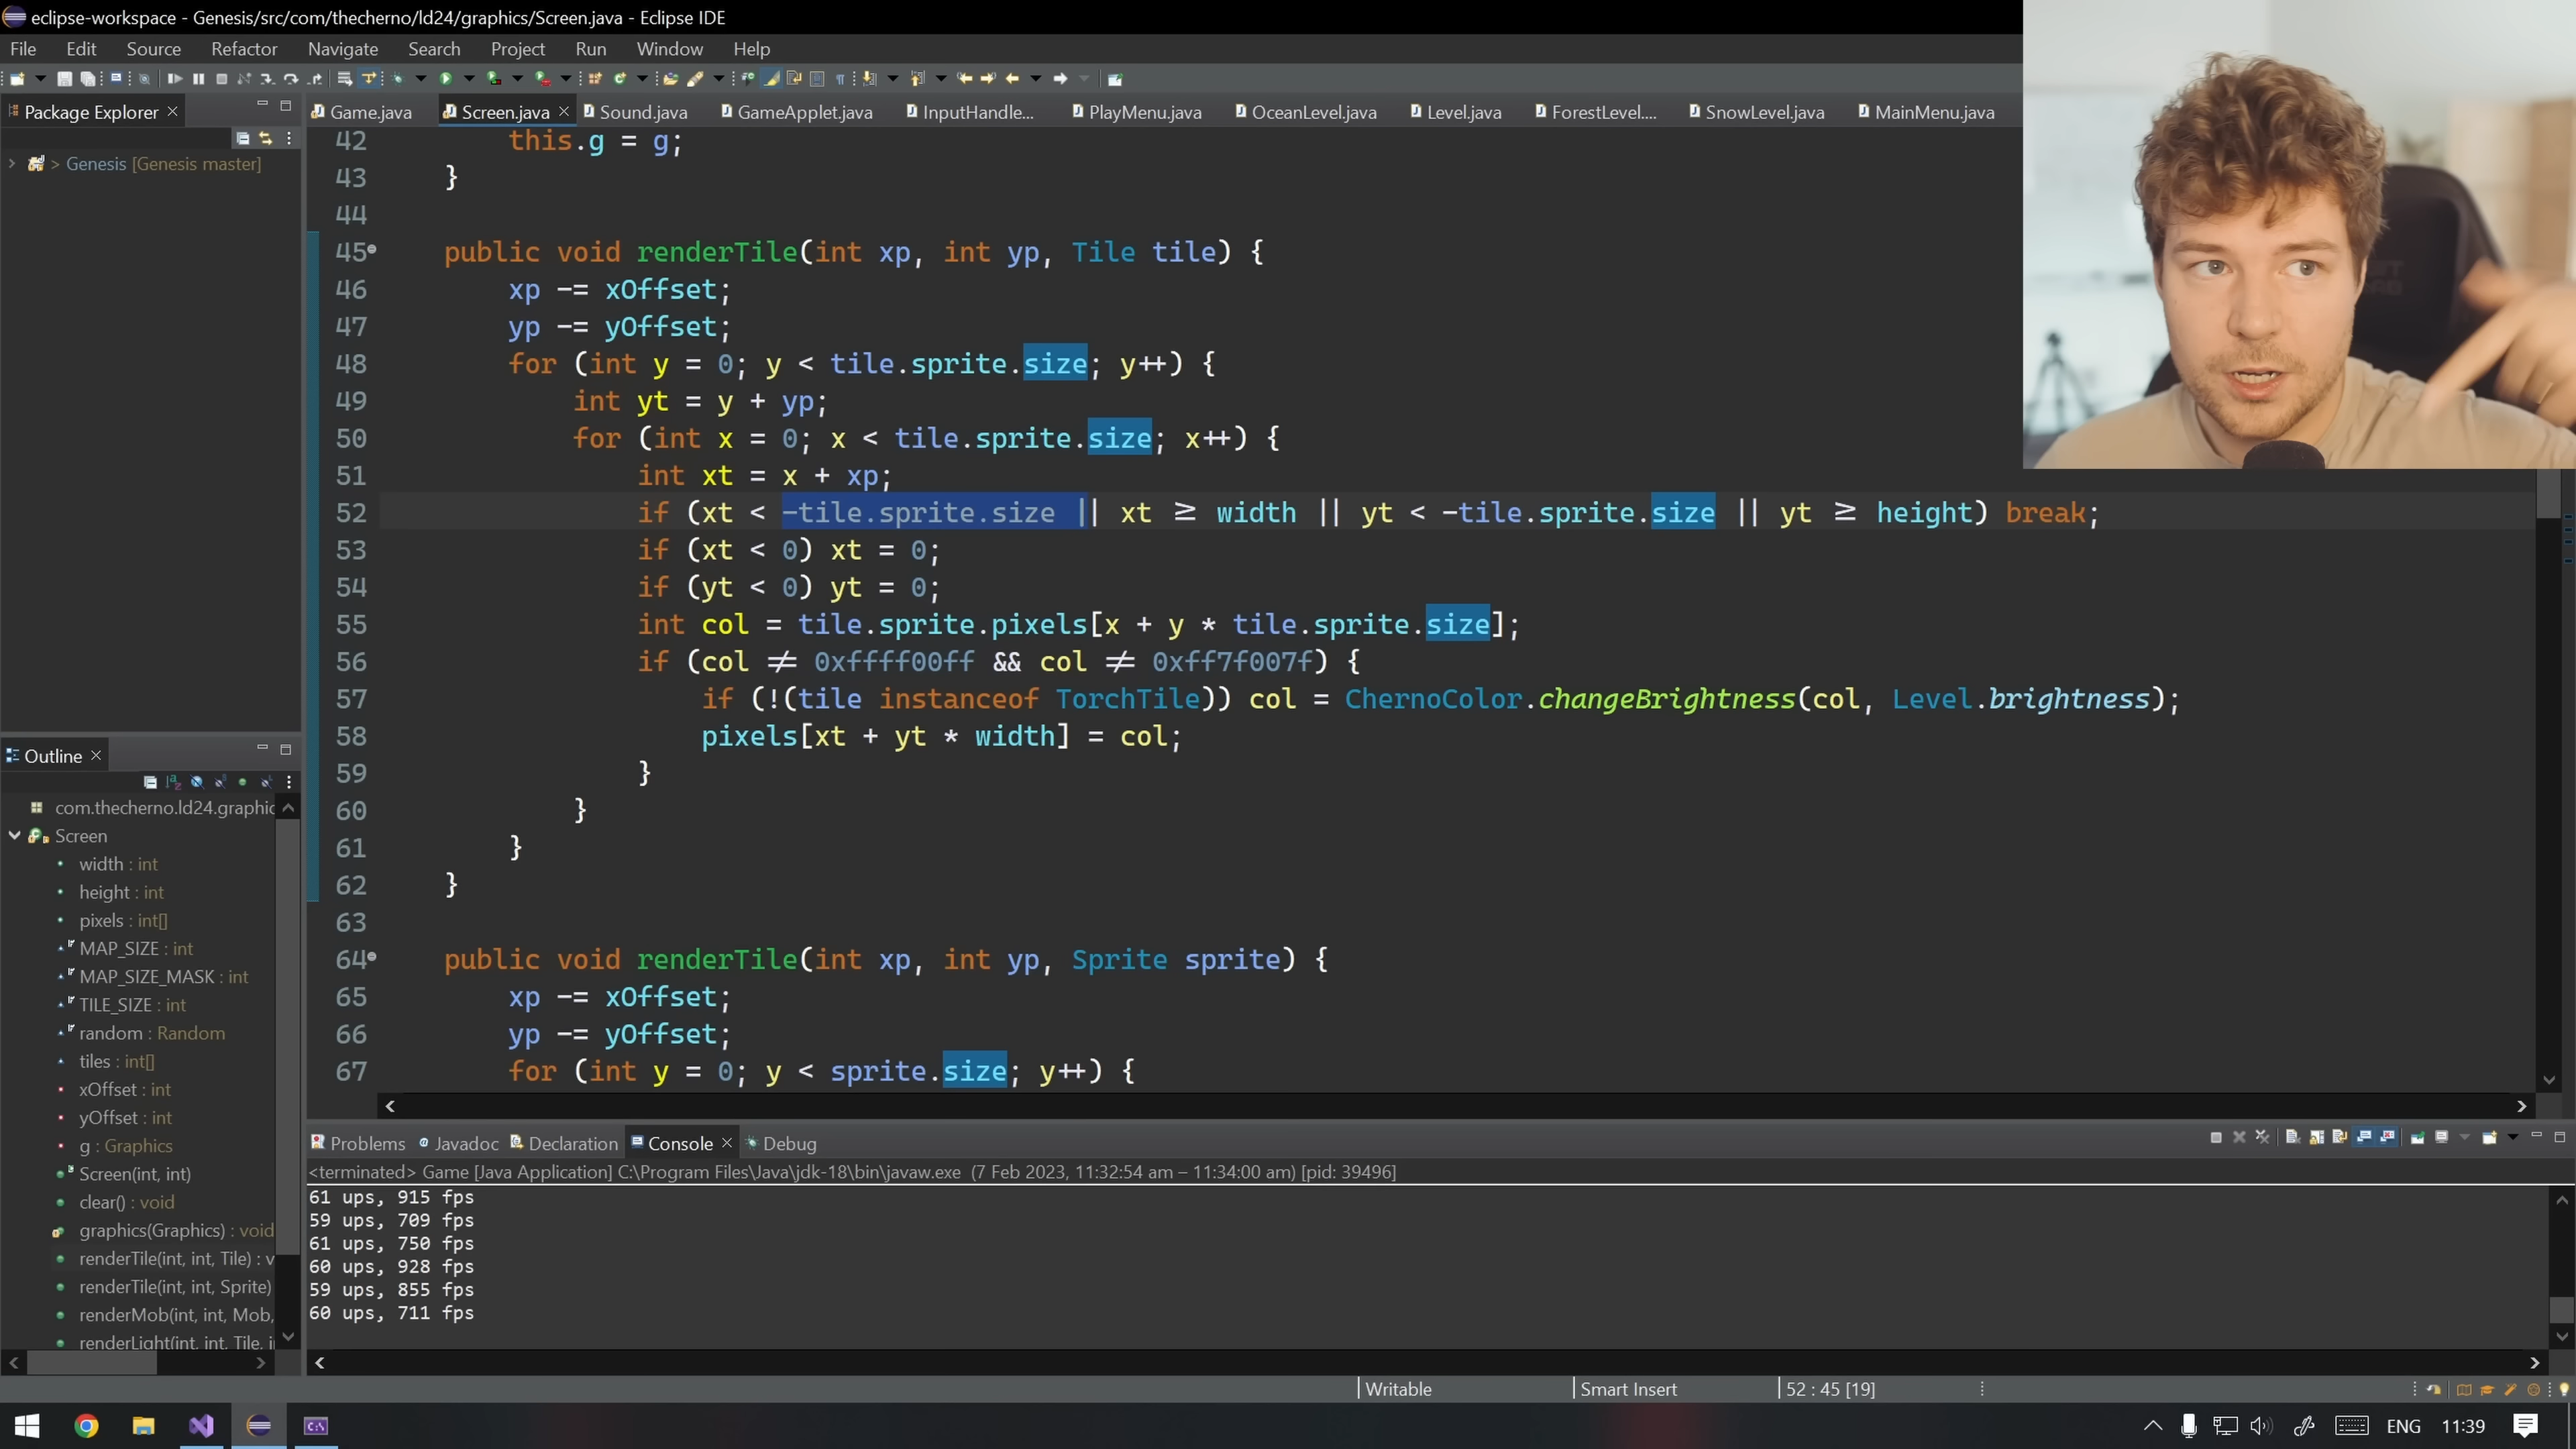 eclipse-workspace - Genesis/src/com/thecherno/ld24/graphics/Screen.java - Eclipse IDE
File Edit Source Refactor Navigate Search Project Run Window Help
Package Explorer
Game.java Screen.java Sound.java GameApplet.java InputHandle... PlayMenu.java OceanLevel.java Level.java ForestLevel.... SnowLevel.java MainMenu.java
> Genesis [Genesis master]
42 this.g = g;
43 }
44
45 public void renderTile(int xp, int yp, Tile tile) {
46 xp -= xOffset;
47 yp -= yOffset;
48 for (int y = 0; y < tile.sprite.size; y++) {
49 int yt = y + yp;
50 for (int x = 0; x < tile.sprite.size; x++) {
51 int xt = x + xp;
52 if (xt < -tile.sprite.size || xt ≥ width || yt < -tile.sprite.size || yt ≥ height) break;
53 if (xt < 0) xt = 0;
54 if (yt < 0) yt = 0;
55 int col = tile.sprite.pixels[x + y * tile.sprite.size];
56 if (col ≠ 0xffff00ff && col ≠ 0xff7f007f) {
57 if (!(tile instanceof TorchTile)) col = ChernoColor.changeBrightness(col, Level.brightness);
58 pixels[xt + yt * width] = col;
59 }
60 }
61 }
62 }
63
64 public void renderTile(int xp, int yp, Sprite sprite) {
65 xp -= xOffset;
66 yp -= yOffset;
67 for (int y = 0; y < sprite.size; y++) {
Outline
com.thecherno.ld24.graphic
Screen
width : int
height : int
pixels : int[]
MAP_SIZE : int
MAP_SIZE_MASK : int
TILE_SIZE : int
random : Random
tiles : int[]
xOffset : int
yOffset : int
g : Graphics
Screen(int, int)
clear() : void
graphics(Graphics) : void
renderTile(int, int, Tile) : v
renderTile(int, int, Sprite)
renderMob(int, int, Mob,
renderLight(int, int, Tile, i
Problems Javadoc Declaration Console Debug
<terminated> Game [Java Application] C:\Program Files\Java\jdk-18\bin\javaw.exe (7 Feb 2023, 11:32:54 am – 11:34:00 am) [pid: 39496]
61 ups, 915 fps
59 ups, 709 fps
61 ups, 750 fps
60 ups, 928 fps
59 ups, 855 fps
60 ups, 711 fps
Writable Smart Insert 52 : 45 [19]
ENG 11:39